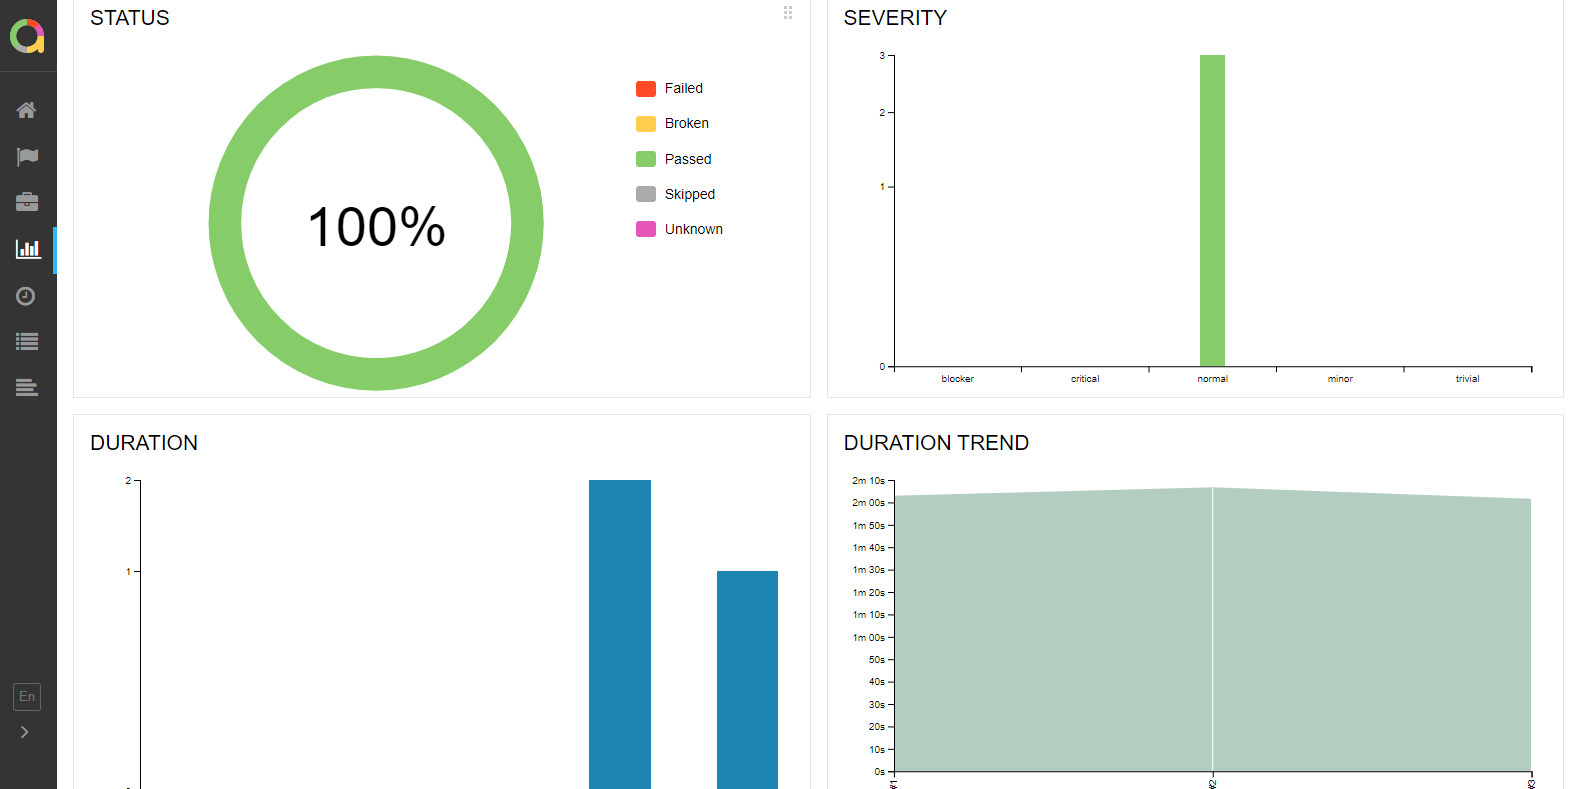 STATUS
100%
Failed
Broken
Passed
Skipped
Unknown
SEVERITY
3
2
1
0
blocker
critical
normal
minor
trivial
DURATION
2
1
DURATION TREND
2m 10s
2m 00s
1m 50s
1m 40s
1m 30s
1m 20s
1m 10s
1m 00s
50s
40s
30s
20s
10s
0s
#1
#2
#3
En